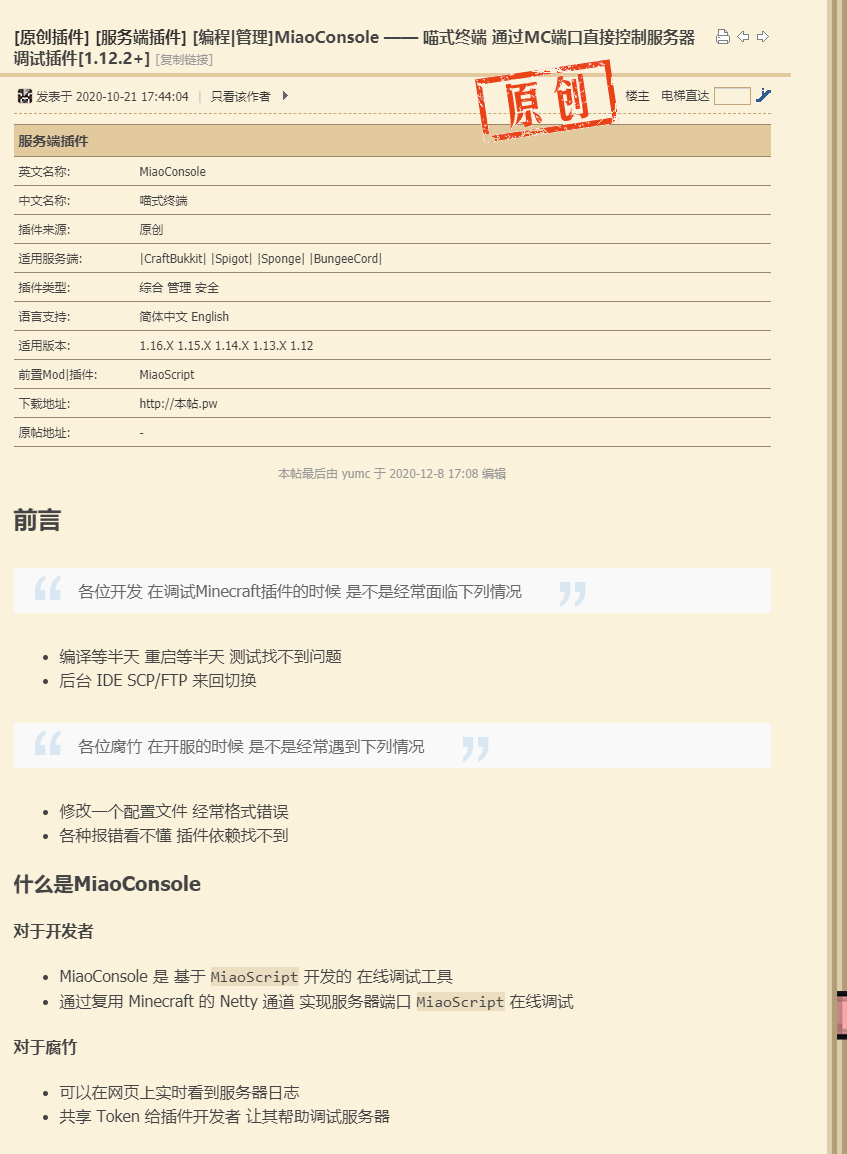 [原创插件] [服务端插件] [编程|管理]MiaoConsole —— 喵式终端 通过MC端口直接控制服务器
调试插件[1.12.2+] [复制链接]
发表于 2020-10-21 17:44:04 | 只看该作者
原创
楼主 电梯直达
服务端插件
英文名称: MiaoConsole
中文名称: 喵式终端
插件来源: 原创
适用服务端: |CraftBukkit| |Spigot| |Sponge| |BungeeCord|
插件类型: 综合 管理 安全
语言支持: 简体中文 English
适用版本: 1.16.X 1.15.X 1.14.X 1.13.X 1.12
前置Mod|插件: MiaoScript
下载地址: http://本帖.pw
原帖地址: -
本帖最后由 yumc 于 2020-12-8 17:08 编辑
前言
“ 各位开发 在调试Minecraft插件的时候 是不是经常面临下列情况 ”
• 编译等半天 重启等半天 测试找不到问题
• 后台 IDE SCP/FTP 来回切换
“ 各位腐竹 在开服的时候 是不是经常遇到下列情况 ”
• 修改一个配置文件 经常格式错误
• 各种报错看不懂 插件依赖找不到
什么是MiaoConsole
对于开发者
• MiaoConsole 是 基于 MiaoScript 开发的 在线调试工具
• 通过复用 Minecraft 的 Netty 通道 实现服务器端口 MiaoScript 在线调试
对于腐竹
• 可以在网页上实时看到服务器日志
• 共享 Token 给插件开发者 让其帮助调试服务器